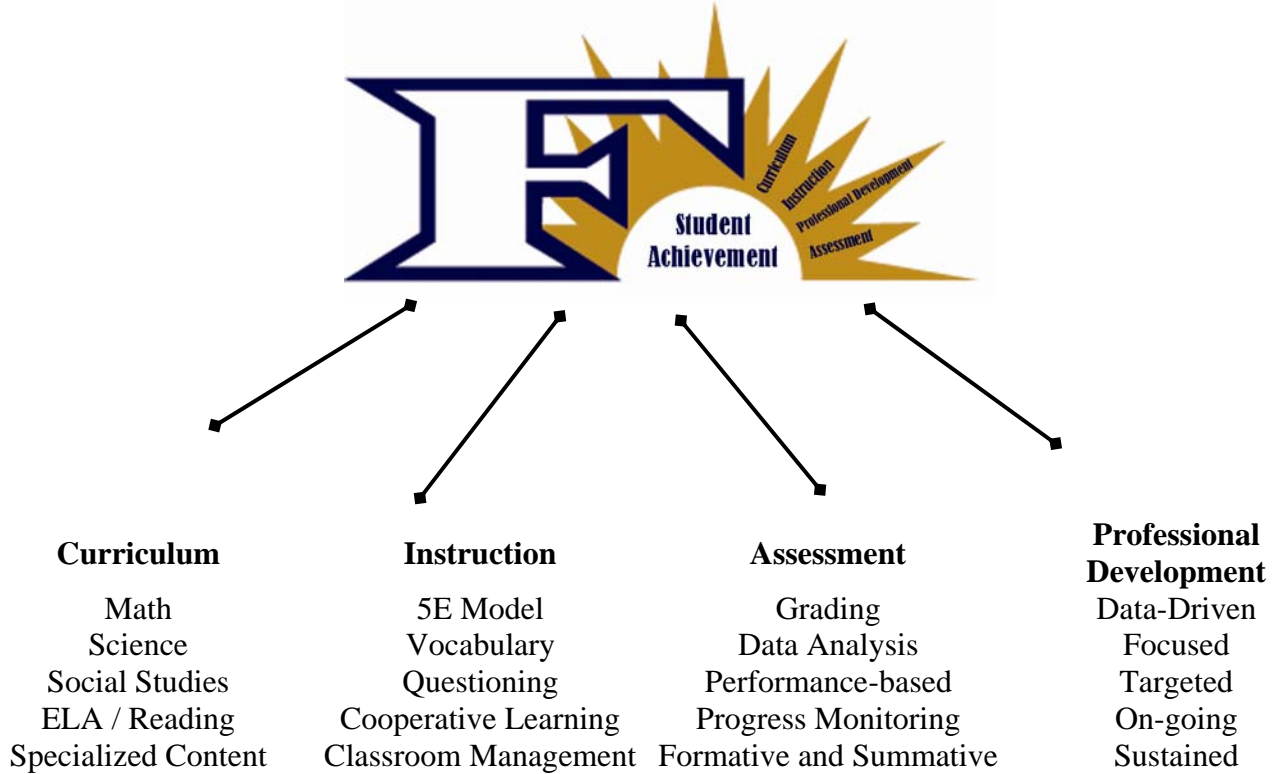 F
Curriculum
Instruction
Professional Development
Assessment
Student
Achievement
Curriculum
Math
Science
Social Studies
ELA / Reading
Specialized Content
Instruction
5E Model
Vocabulary
Questioning
Cooperative Learning
Classroom Management
Assessment
Grading
Data Analysis
Performance-based
Progress Monitoring
Formative and Summative
Professional
Development
Data-Driven
Focused
Targeted
On-going
Sustained